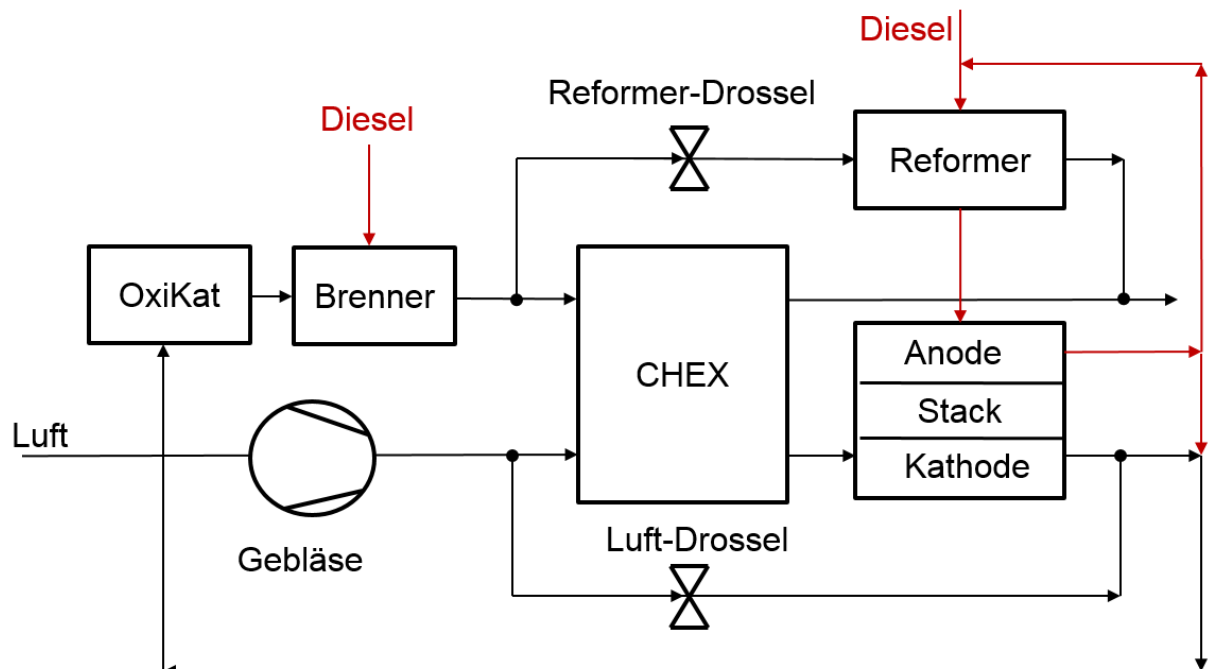 Diesel
Reformer-Drossel
Diesel
Reformer
OxiKat
Brenner
CHEX
Anode
Stack
Kathode
Luft
Gebläse
Luft-Drossel